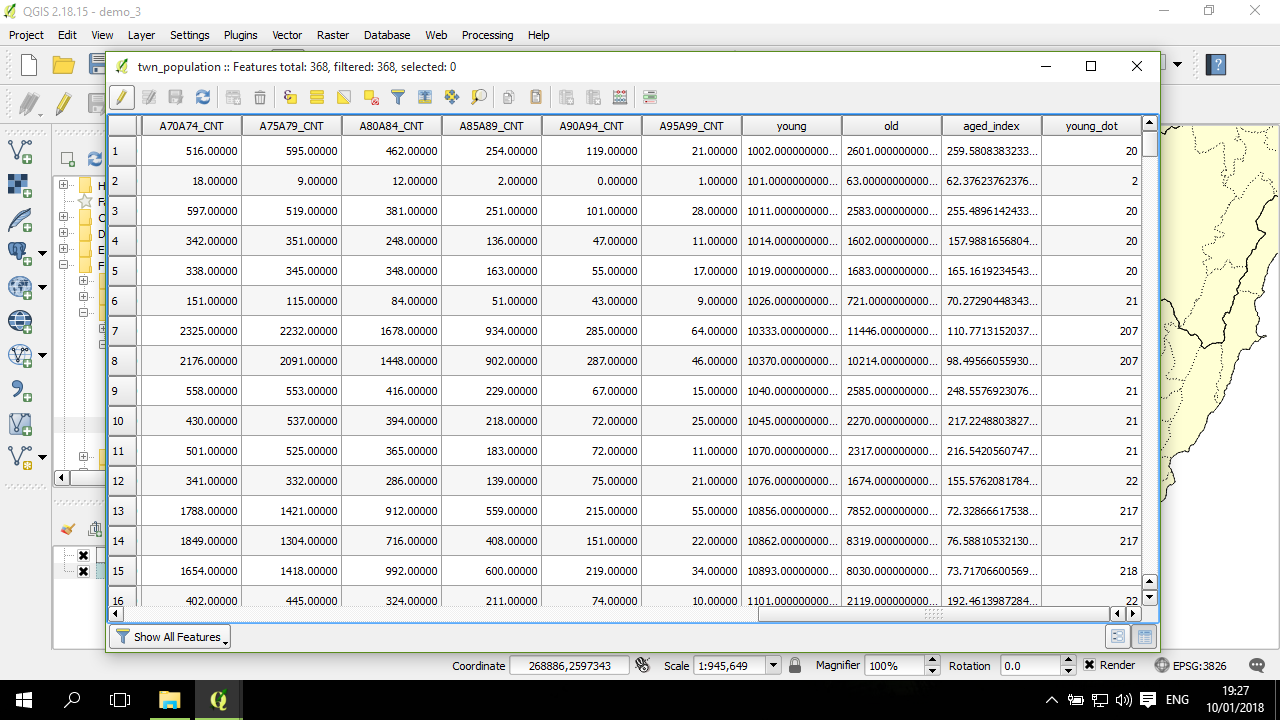 QGIS 2.18.15 - demo_3
Project Edit View Layer Settings Plugins Vector Raster Database Web Processing Help
twn_population :: Features total: 368, filtered: 368, selected: 0
A70A74_CNT A75A79_CNT A80A84_CNT A85A89_CNT A90A94_CNT A95A99_CNT young old aged_index young_dot
1 516.00000 595.00000 462.00000 254.00000 119.00000 21.00000 1002.000000000... 2601.000000000... 259.5808383233... 20
2 18.00000 9.00000 12.00000 2.00000 0.00000 1.00000 101.0000000000... 63.00000000000... 62.37623762376... 2
3 597.00000 519.00000 381.00000 251.00000 101.00000 28.00000 1011.000000000... 2583.000000000... 255.4896142433... 20
4 342.00000 351.00000 248.00000 136.00000 47.00000 11.00000 1014.000000000... 1602.000000000... 157.9881656804... 20
5 338.00000 345.00000 348.00000 163.00000 55.00000 17.00000 1019.000000000... 1683.000000000... 165.1619234543... 20
6 151.00000 115.00000 84.00000 51.00000 43.00000 9.00000 1026.000000000... 721.0000000000... 70.27290448343... 21
7 2325.00000 2232.00000 1678.00000 934.00000 285.00000 64.00000 10333.00000000... 11446.00000000... 110.7713152037... 207
8 2176.00000 2091.00000 1448.00000 902.00000 287.00000 46.00000 10370.00000000... 10214.00000000... 98.49566055930... 207
9 558.00000 553.00000 416.00000 229.00000 67.00000 15.00000 1040.000000000... 2585.000000000... 248.5576923076... 21
10 430.00000 537.00000 394.00000 218.00000 72.00000 25.00000 1045.000000000... 2270.000000000... 217.2248803827... 21
11 501.00000 525.00000 365.00000 183.00000 72.00000 11.00000 1070.000000000... 2317.000000000... 216.5420560747... 21
12 341.00000 332.00000 286.00000 139.00000 75.00000 21.00000 1076.000000000... 1674.000000000... 155.5762081784... 22
13 1788.00000 1421.00000 912.00000 559.00000 215.00000 55.00000 10856.00000000... 7852.000000000... 72.32866617538... 217
14 1849.00000 1304.00000 716.00000 408.00000 151.00000 22.00000 10862.00000000... 8319.000000000... 76.58810532130... 217
15 1654.00000 1418.00000 992.00000 600.00000 219.00000 34.00000 10893.00000000... 8030.000000000... 73.71706600569... 218
16 402.00000 445.00000 324.00000 211.00000 74.00000 10.00000 1101.000000000... 2119.000000000... 192.4613987284... 22
Show All Features
Coordinate 268886,2597343 Scale 1:945,649 Magnifier 100% Rotation 0.0 Render EPSG:3826
ENG
19:27
10/01/2018